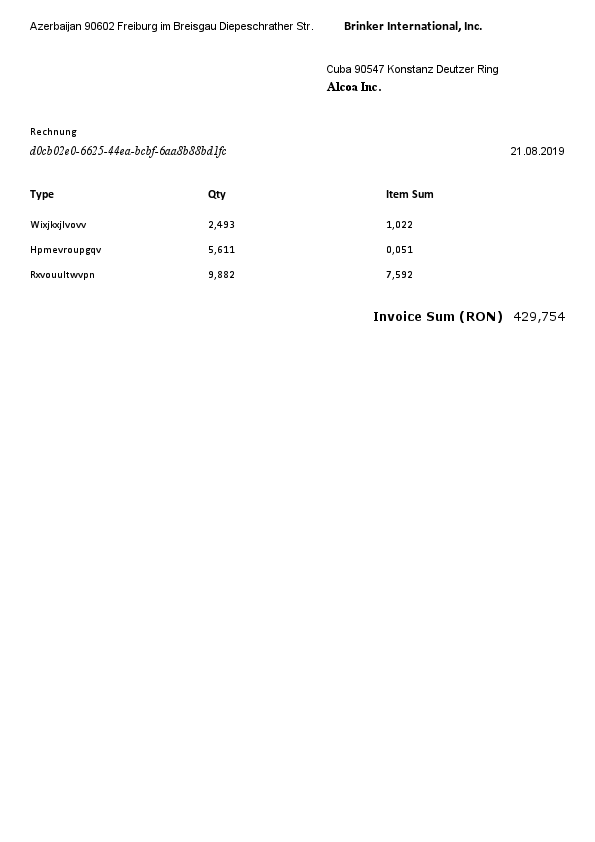 Azerbaijan 90602 Freiburg im Breisgau Diepeschrather Str. Brinker International, Inc.
Cuba 90547 Konstanz Deutzer Ring
Alcoa Inc.
Rechnung
d0cb02e0-6625-44ea-bcbf-6aa8b88bd1fc 21.08.2019
Type Qty Item Sum
Wixjkxjlvovv 2,493 1,022
Hpmevroupgqv 5,611 0,051
Rxvouultwvpn 9,882 7,592
Invoice Sum (RON) 429,754